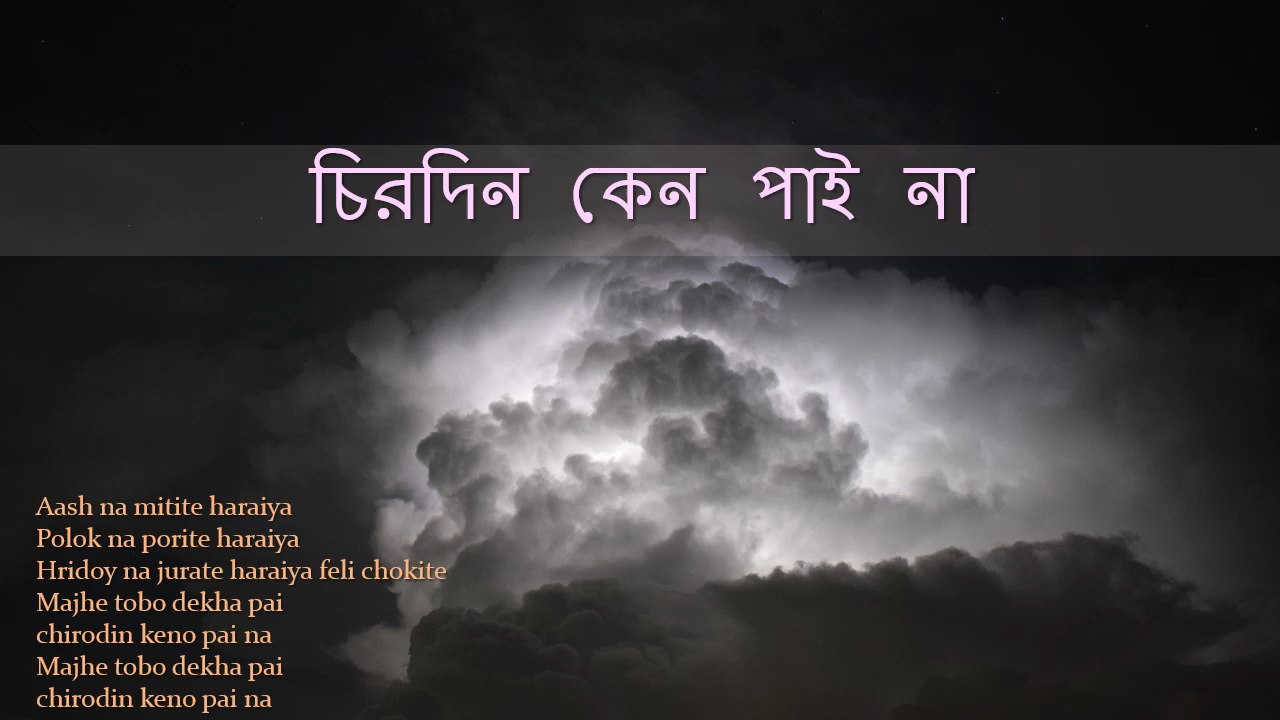 চিরদিন কেন পাই না
Aash na mitite haraiya
Polok na porite haraiya
Hridoy na jurate haraiya feli chokite
Majhe tobo dekha pai
chirodin keno pai na
Majhe tobo dekha pai
chirodin keno pai na